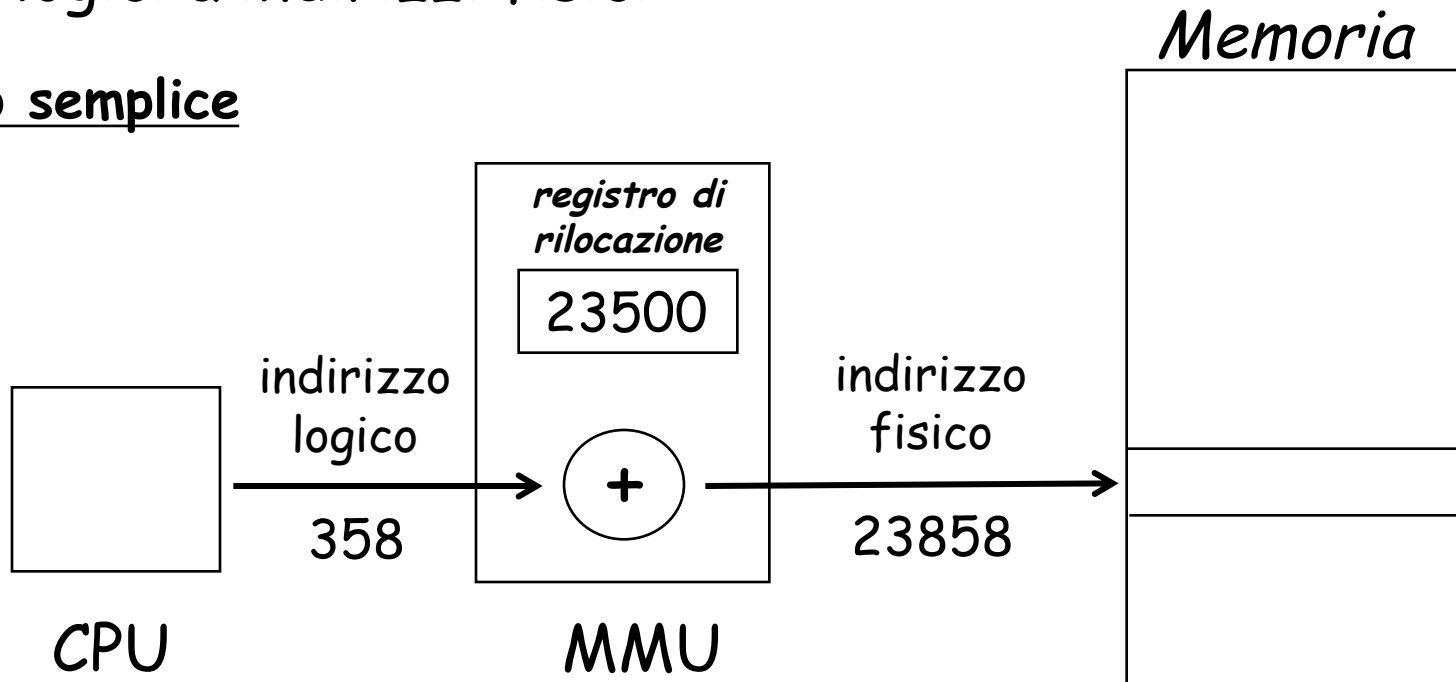 Memoria
semplice
registro di
rilocazione
23500
indirizzo
logico
358
+
indirizzo
fisico
23858
CPU
MMU